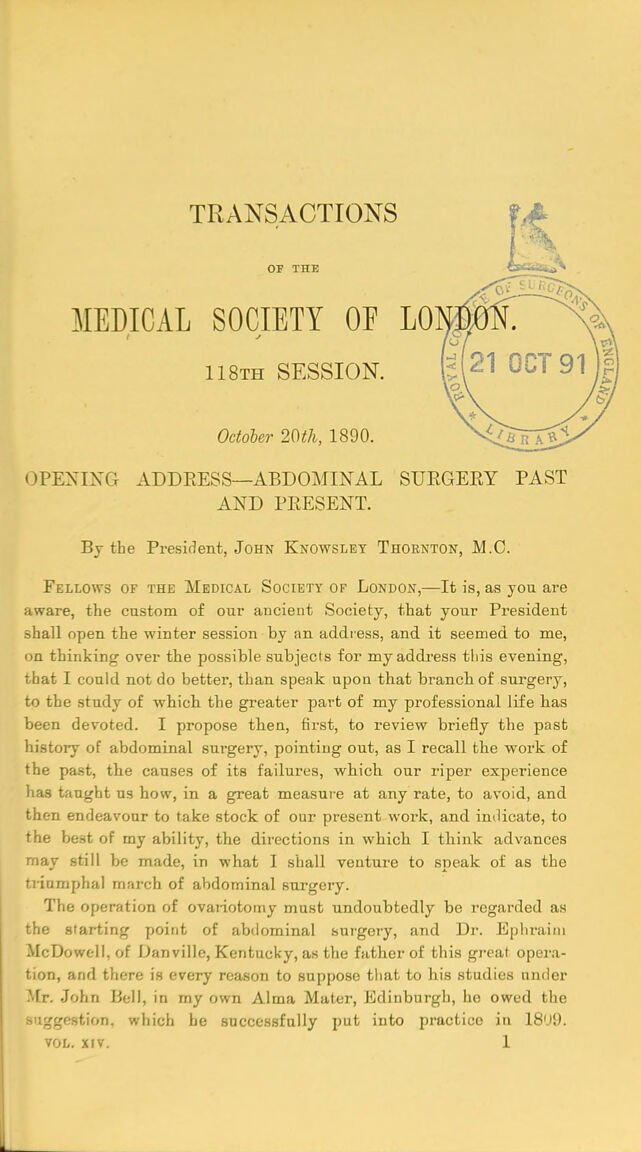 TRANSACTIONS
OF THE
MEDICAL SOCIETY OF LONDON.
118TH SESSION.
ROYAL COLLEGE OF SURGEONS OF ENGLAND
21 OCT 91
* LIBRARY *
October 20th, 1890.
OPENING ADDRESS—ABDOMINAL SURGERY PAST
AND PRESENT.
By the President, JOHN KNOWSLEY THORNTON, M.C.
FELLOWS OF THE MEDICAL SOCIETY OF LONDON,—It is, as you are
aware, the custom of our ancient Society, that your President
shall open the winter session by an address, and it seemed to me,
on thinking over the possible subjects for my address this evening,
that I could not do better, than speak upon that branch of surgery,
to the study of which the greater part of my professional life has
been devoted. I propose then, first, to review briefly the past
history of abdominal surgery, pointing out, as I recall the work of
the past, the causes of its failures, which our riper experience
has taught us how, in a great measure at any rate, to avoid, and
then endeavour to take stock of our present work, and indicate, to
the best of my ability, the directions in which I think advances
may still be made, in what I shall venture to speak of as the
triumphal march of abdominal surgery.
The operation of ovariotomy must undoubtedly be regarded as
the starting point of abdominal surgery, and Dr. Ephraim
McDowell, of Danville, Kentucky, as the father of this great opera-
tion, and there is every reason to suppose that to his studies under
Mr. John Bell, in my own Alma Mater, Edinburgh, he owed the
suggestion, which he successfully put into practice in 1809.
VOL. XIV. 1